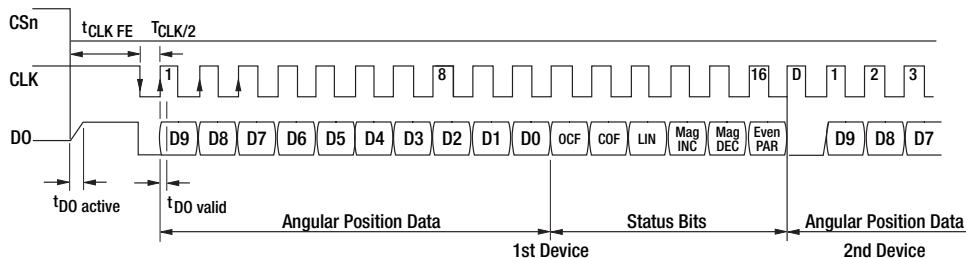 CSn
tCLK FE TCLK/2
CLK 1 8 16 D 1 2 3
DO D9 D8 D7 D6 D5 D4 D3 D2 D1 D0 OCF COF LIN Mag INC Mag DEC Even PAR D9 D8 D7
tDO active tDO valid
Angular Position Data Status Bits Angular Position Data
1st Device 2nd Device